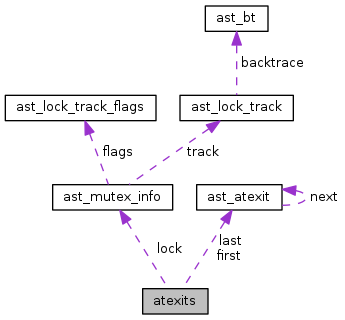 ast_bt
backtrace
ast_lock_track_flags
ast_lock_track
flags
track
ast_mutex_info
ast_atexit
next
lock
last
first
atexits